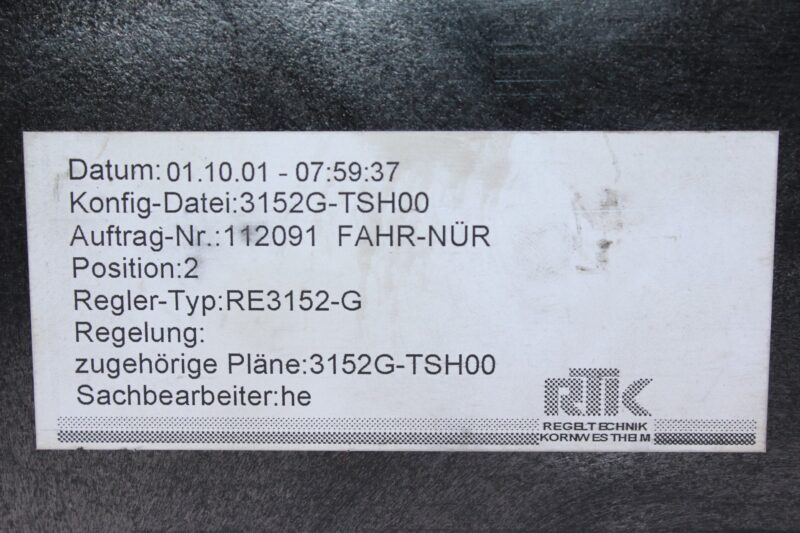 Datum: 01.10.01 - 07:59:37
Konfig-Datei:3152G-TSH00
Auftrag-Nr.:112091 FAHR-NÜR
Position:2
Regler-Typ:RE3152-G
Regelung:
zugehörige Pläne:3152G-TSH00
Sachbearbeiter:he
RTK
REGELTECHNIK
KORNWESTHEIM